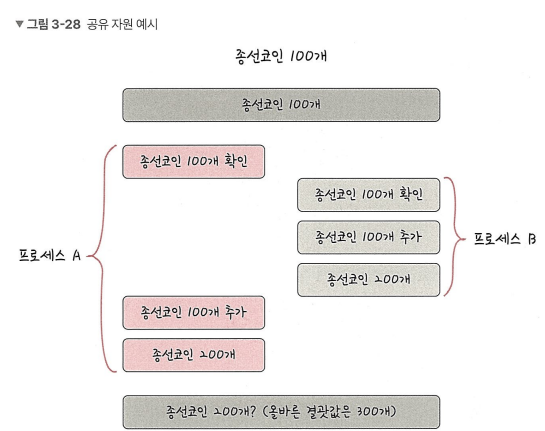 ▼ 그림 3-28 공유 자원 예시
종선코인 100개
종선코인 100개
종선코인 100개 확인
종선코인 100개 확인
종선코인 100개 추가
프로세스 A
프로세스 B
종선코인 200개
종선코인 100개 추가
종선코인 200개
종선코인 200개? (올바른 결괏값은 300개)